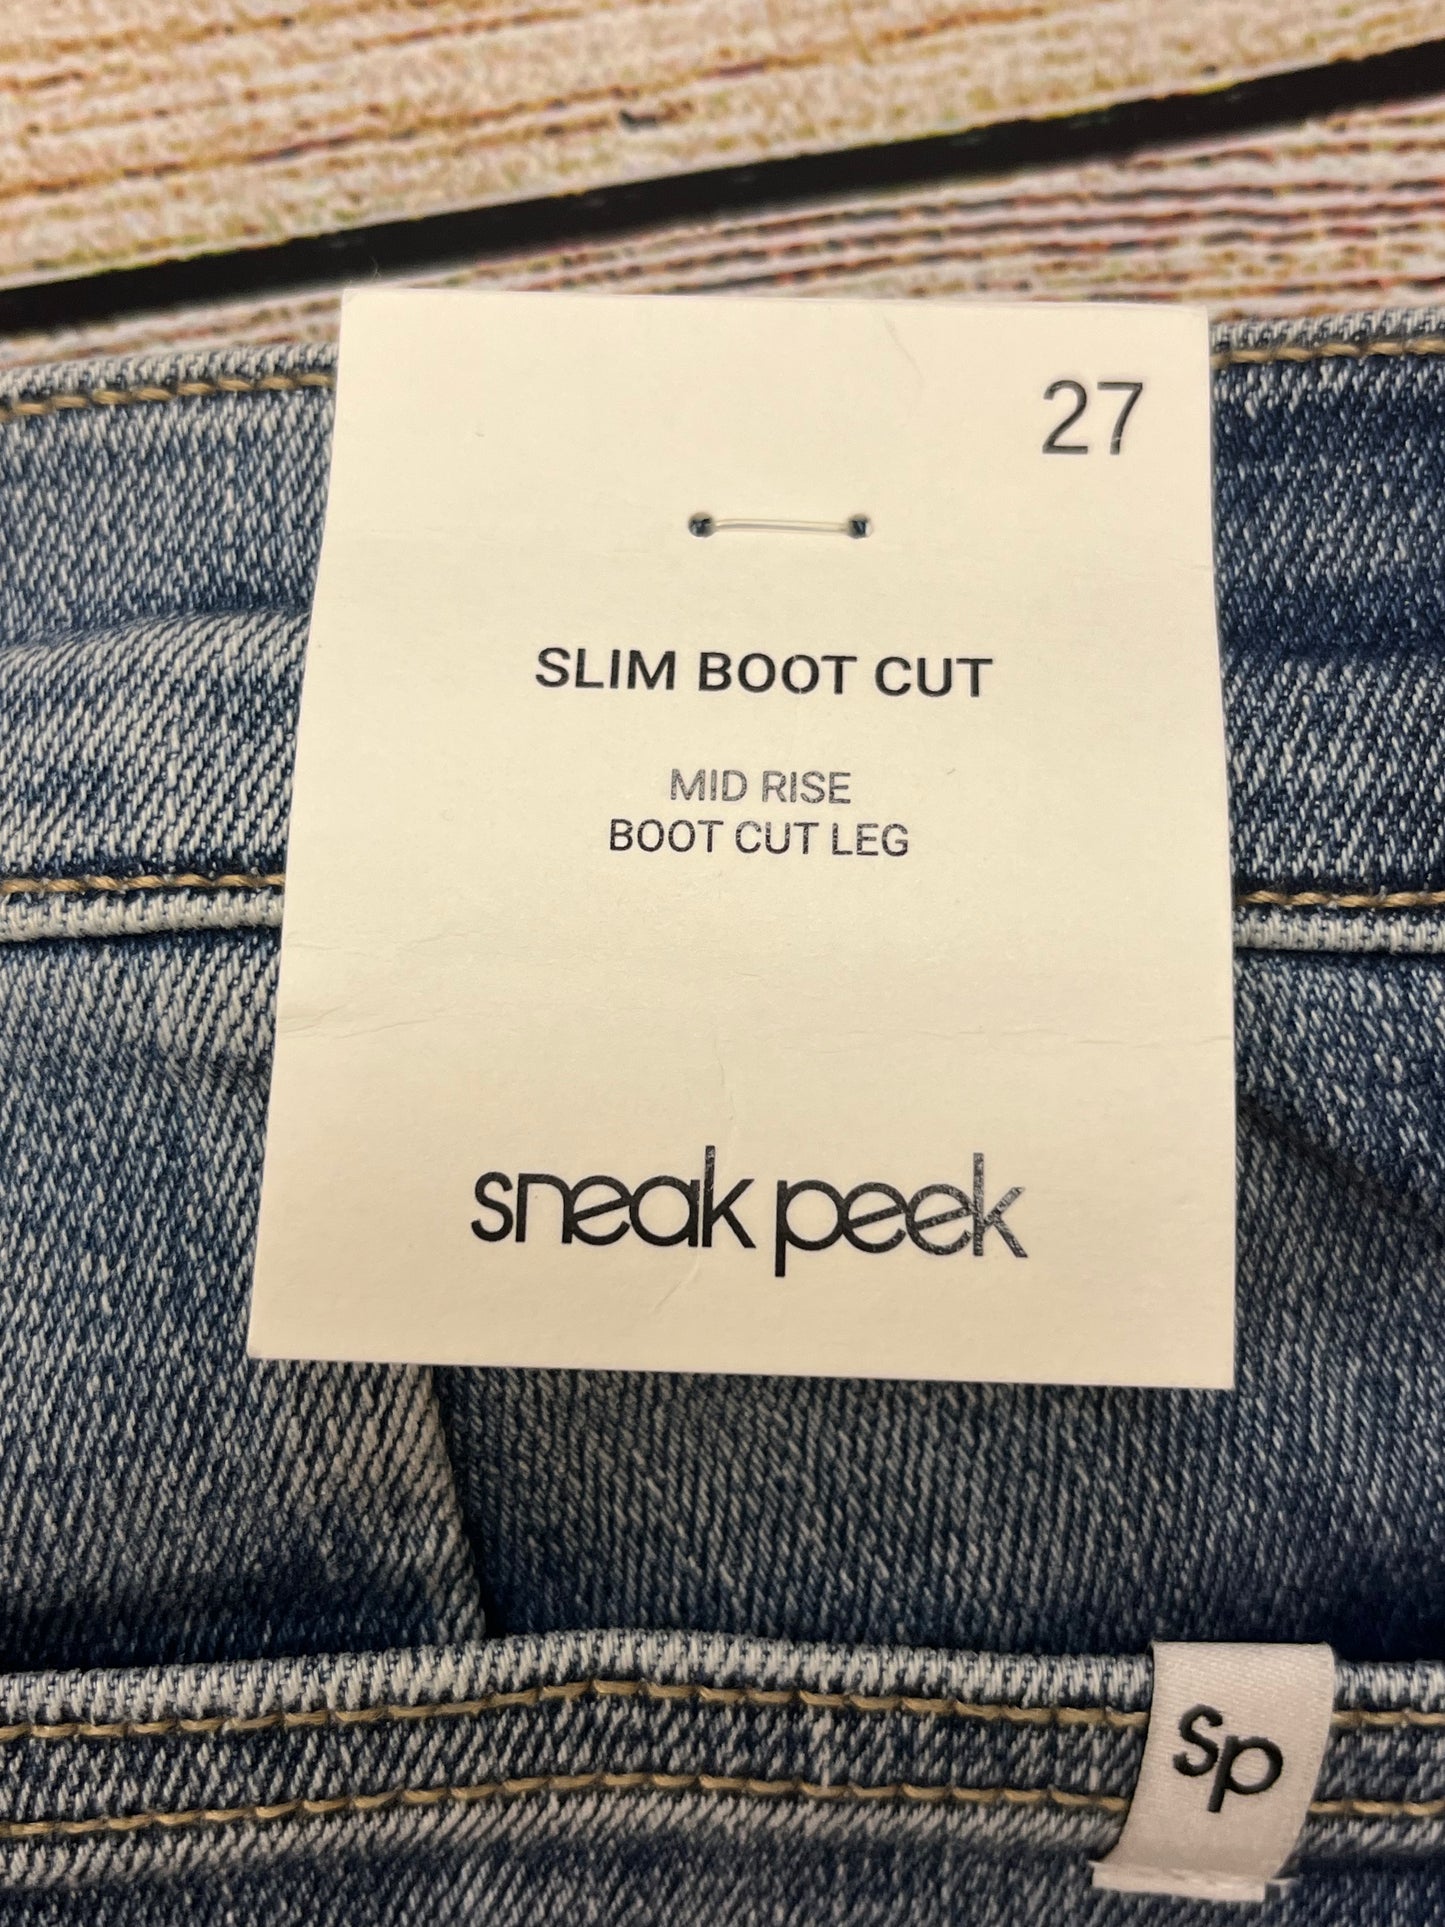 27
SLIM BOOT CUT
MID RISE
BOOT CUT LEG
sneak peek
sp